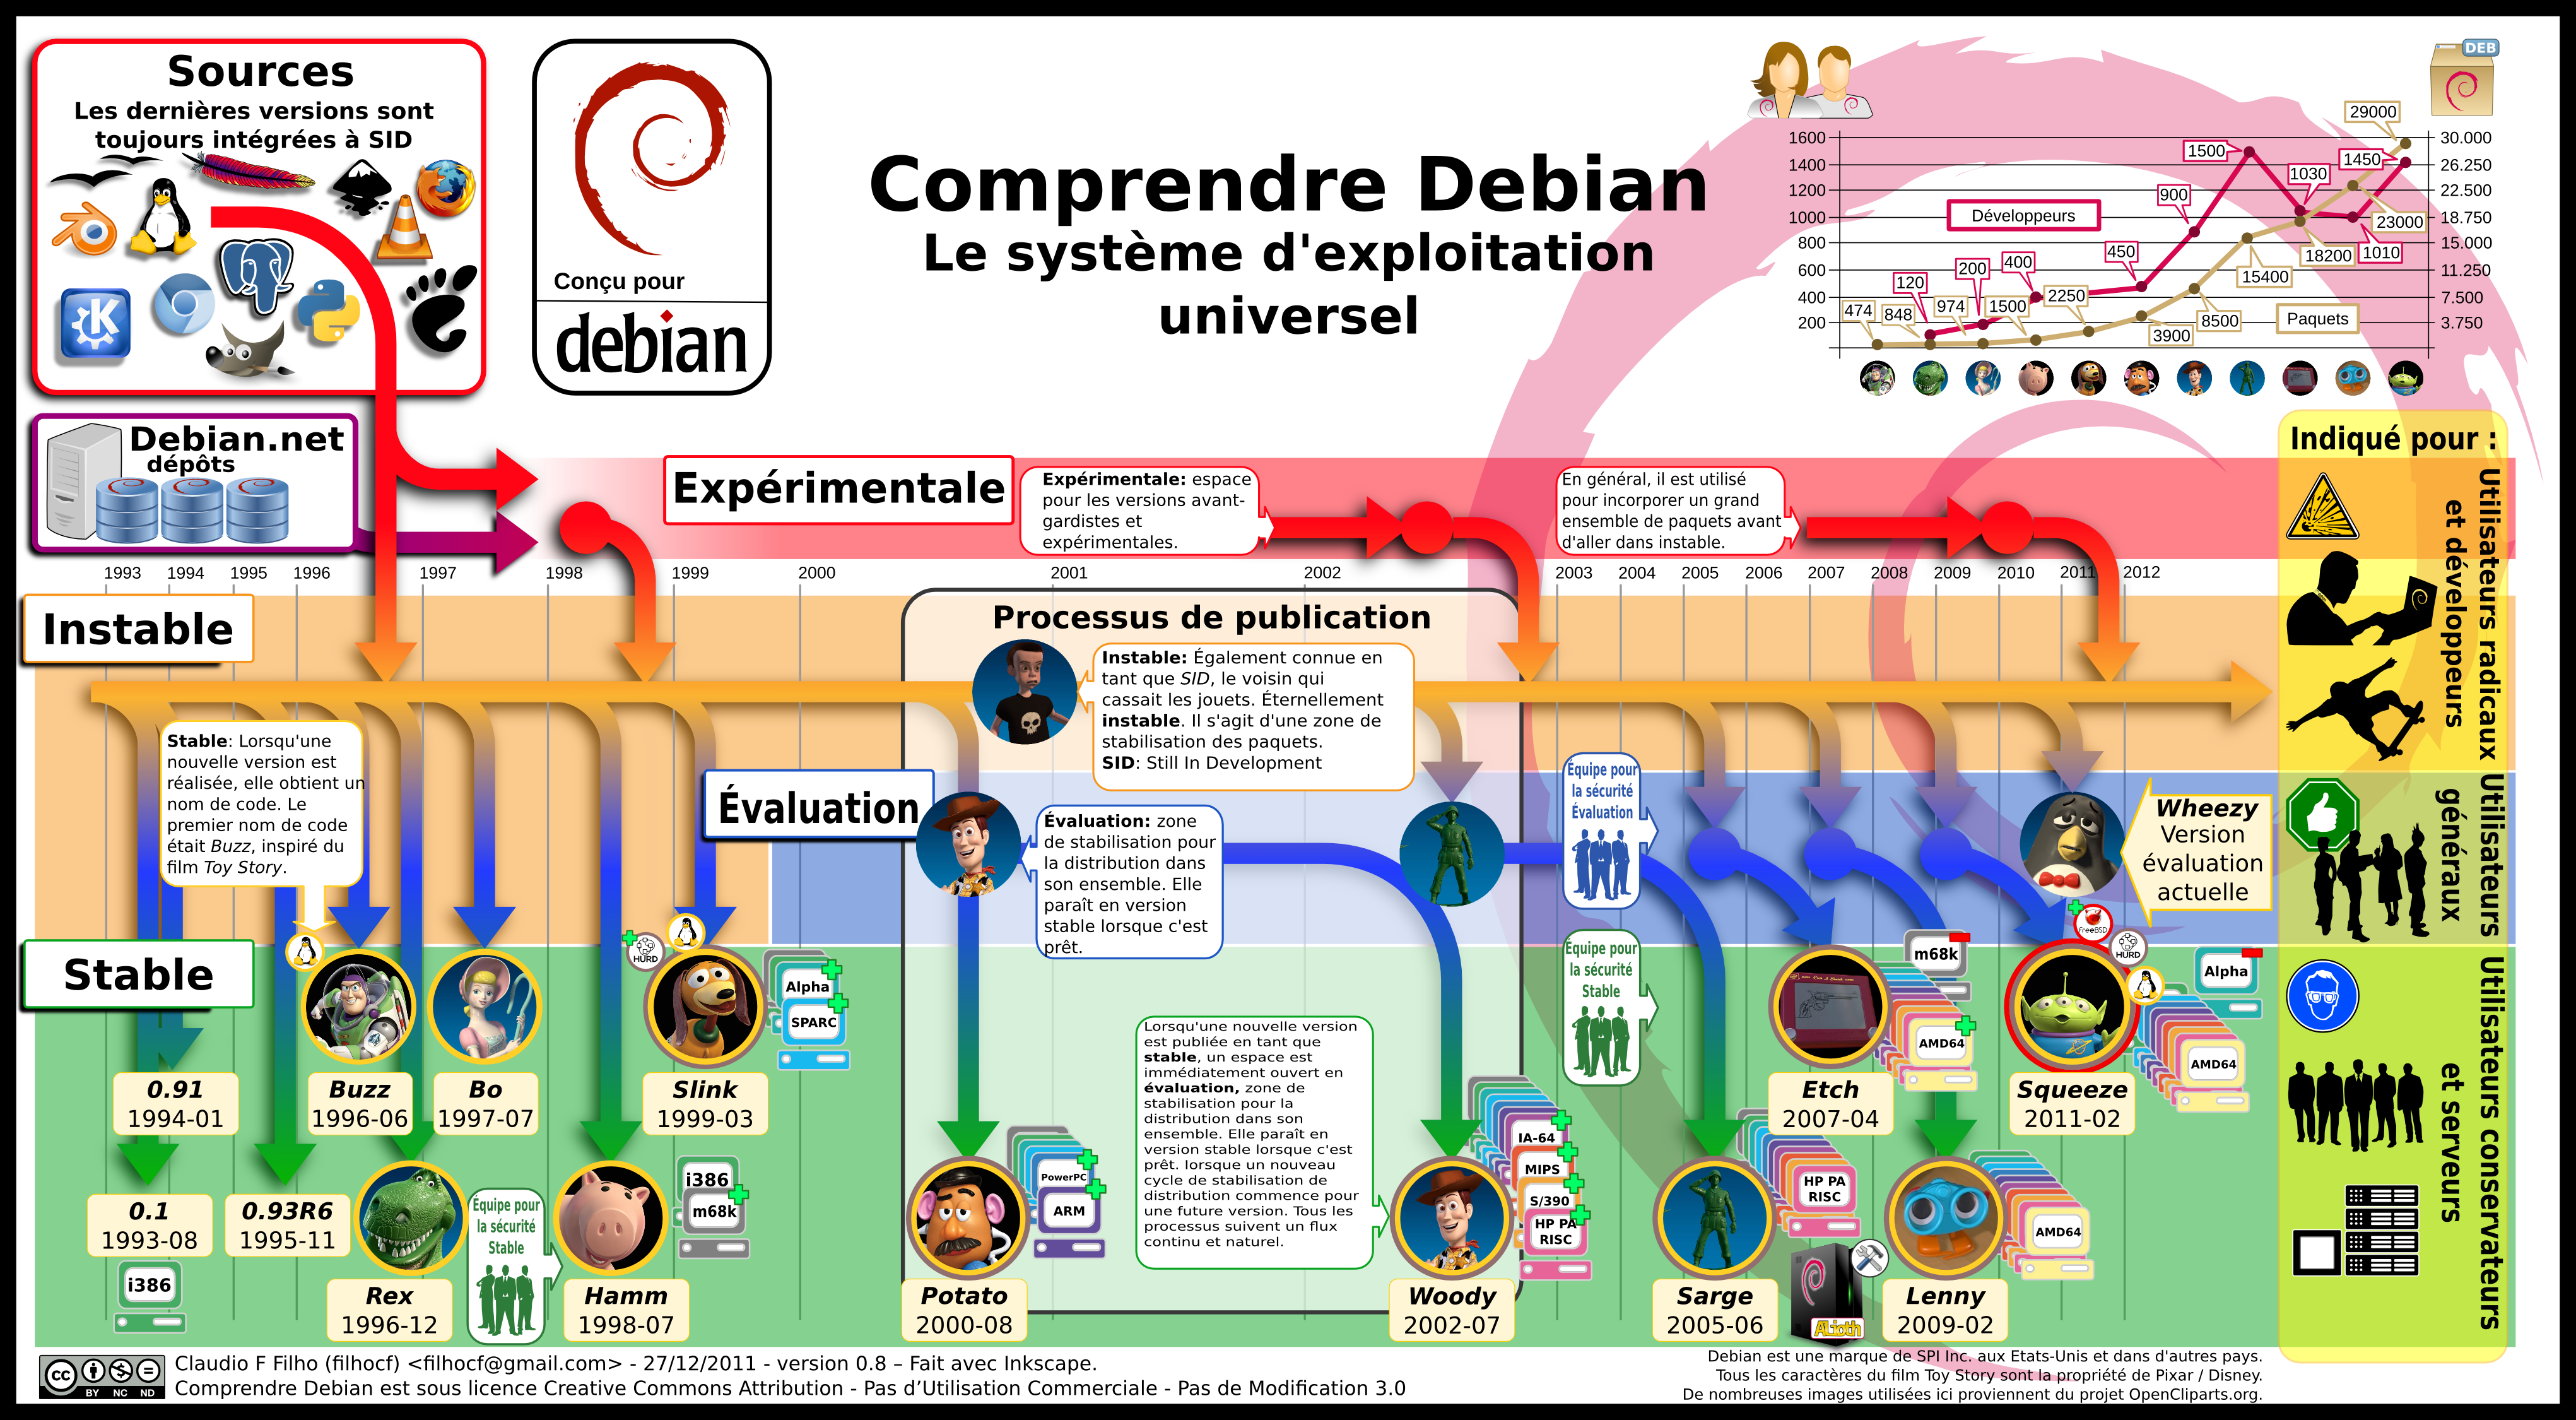 Sources
Les dernières versions sont
toujours intégrées à SID
Conçu pour
debian
Comprendre Debian
Le système d'exploitation
universel
DEB
1600
1400
1200
1000
800
600
400
200
30.000
26.250
22.500
18.750
15.000
11.250
7.500
3.750
Développeurs
Paquets
120
200
400
450
900
1500
1030
1010
1450
474
848
974
1500
2250
3900
8500
15400
18200
23000
29000
Debian.net
dépôts
Expérimentale
Expérimentale: espace
pour les versions avant-
gardistes et
expérimentales.
En général, il est utilisé
pour incorporer un grand
ensemble de paquets avant
d'aller dans instable.
Indiqué pour :
Utilisateurs radicaux
et développeurs
Utilisateurs
généraux
Utilisateurs conservateurs
et serveurs
1993 1994 1995 1996 1997 1998 1999 2000 2001 2002 2003 2004 2005 2006 2007 2008 2009 2010 2011 2012
Instable
Processus de publication
Instable: Également connue en
tant que SID, le voisin qui
cassait les jouets. Éternellement
instable. Il s'agit d'une zone de
stabilisation des paquets.
SID: Still In Development
Stable: Lorsqu'une
nouvelle version est
réalisée, elle obtient un
nom de code. Le
premier nom de code
était Buzz, inspiré du
film Toy Story.
Évaluation
Évaluation: zone
de stabilisation pour
la distribution dans
son ensemble. Elle
paraît en version
stable lorsque c'est
prêt.
Équipe pour
la sécurité
Évaluation
Wheezy
Version
évaluation
actuelle
Stable
HURD
Alpha
SPARC
Équipe pour
la sécurité
Stable
m68k
AMD64
FreeBSD
HURD
Alpha
AMD64
Lorsqu'une nouvelle version
est publiée en tant que
stable, un espace est
immédiatement ouvert en
évaluation, zone de
stabilisation pour la
distribution dans son
ensemble. Elle paraît en
version stable lorsque c'est
prêt. lorsque un nouveau
cycle de stabilisation de
distribution commence pour
une future version. Tous les
processus suivent un flux
continu et naturel.
0.91
1994-01
Buzz
1996-06
Bo
1997-07
Slink
1999-03
Etch
2007-04
Squeeze
2011-02
0.1
1993-08
i386
0.93R6
1995-11
Rex
1996-12
Équipe pour
la sécurité
Stable
Hamm
1998-07
i386
m68k
Potato
2000-08
PowerPC
ARM
Woody
2002-07
IA-64
MIPS
S/390
HP PA
RISC
Sarge
2005-06
HP PA
RISC
ALioth
Lenny
2009-02
AMD64
cc
BY NC ND
Claudio F Filho (filhocf) <filhocf@gmail.com> - 27/12/2011 - version 0.8 – Fait avec Inkscape.
Comprendre Debian est sous licence Creative Commons Attribution - Pas d’Utilisation Commerciale - Pas de Modification 3.0
Debian est une marque de SPI Inc. aux Etats-Unis et dans d'autres pays.
Tous les caractères du film Toy Story sont la propriété de Pixar / Disney.
De nombreuses images utilisées ici proviennent du projet OpenCliparts.org.